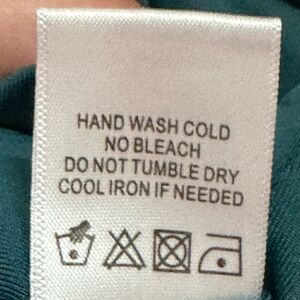 HAND WASH COLD
NO BLEACH
DO NOT TUMBLE DRY
COOL IRON IF NEEDED